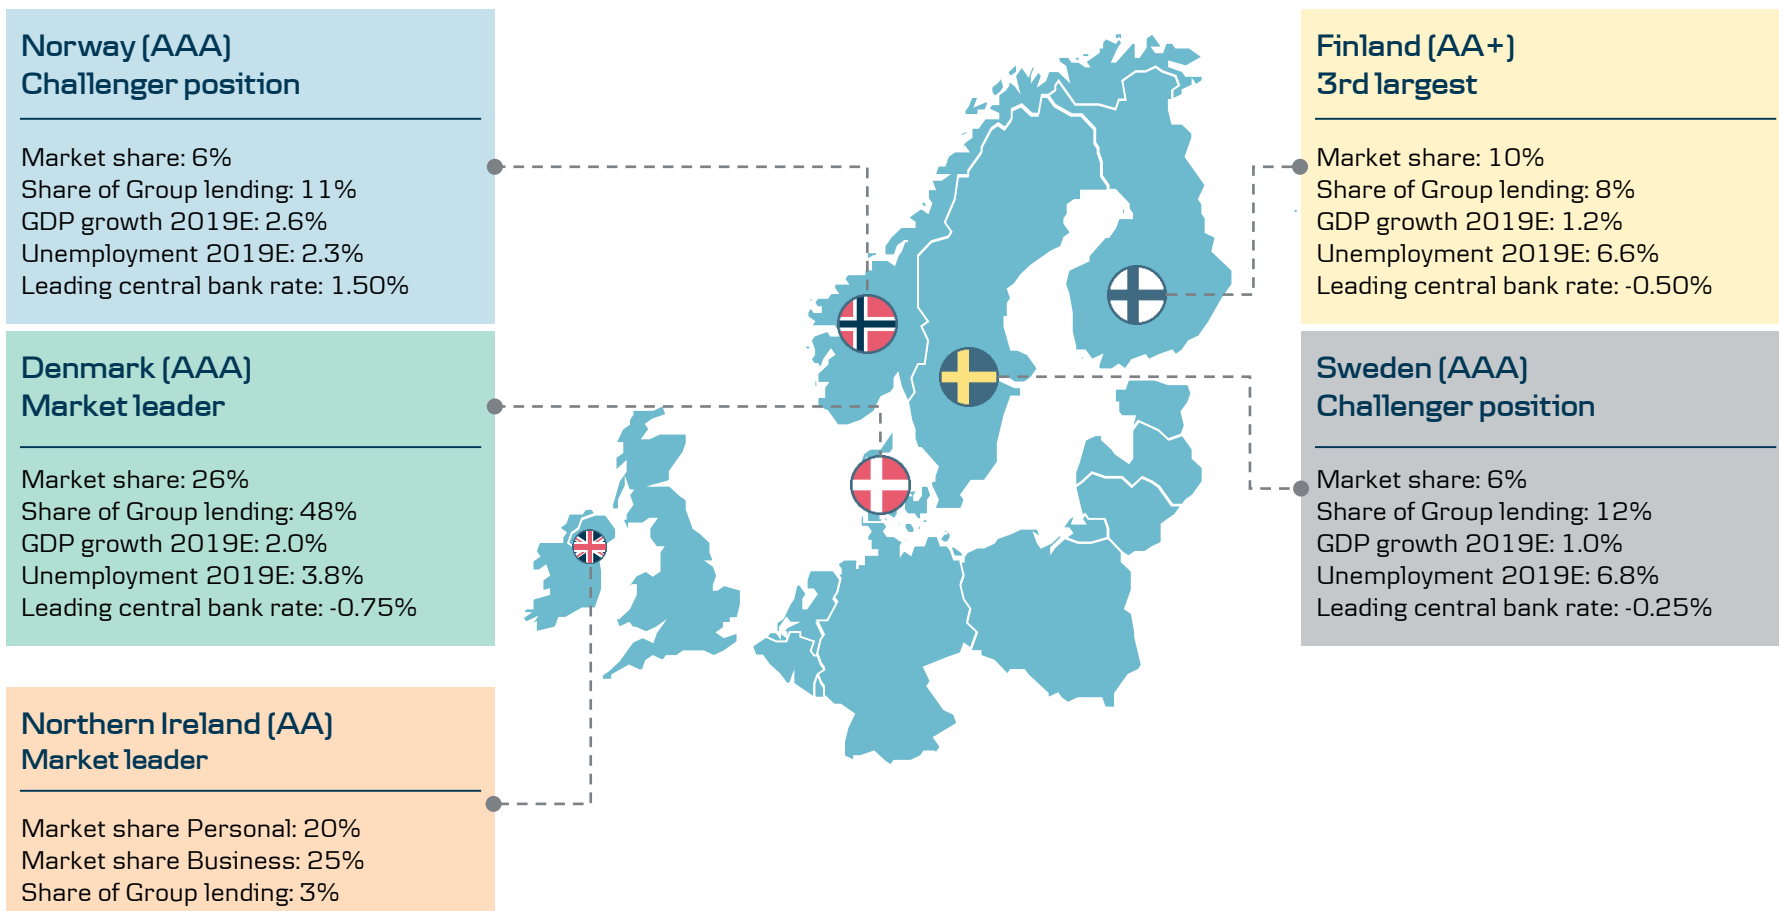 Norway (AAA)
Challenger position
Market share: 6%
Share of Group lending: 11%
GDP growth 2019E: 2.6%
Unemployment 2019E: 2.3%
Leading central bank rate: 1.50%
Denmark (AAA)
Market leader
Market share: 26%
Share of Group lending: 48%
GDP growth 2019E: 2.0%
Unemployment 2019E: 3.8%
Leading central bank rate: -0.75%
Northern Ireland (AA)
Market leader
Market share Personal: 20%
Market share Business: 25%
Share of Group lending: 3%
Finland (AA+)
3rd largest
Market share: 10%
Share of Group lending: 8%
GDP growth 2019E: 1.2%
Unemployment 2019E: 6.6%
Leading central bank rate: -0.50%
Sweden (AAA)
Challenger position
Market share: 6%
Share of Group lending: 12%
GDP growth 2019E: 1.0%
Unemployment 2019E: 6.8%
Leading central bank rate: -0.25%